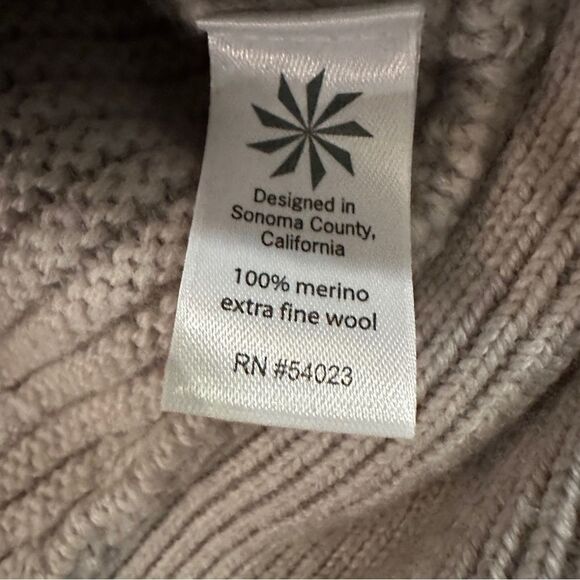 Designed in
Sonoma County,
California
100% merino
extra fine wool
RN #54023